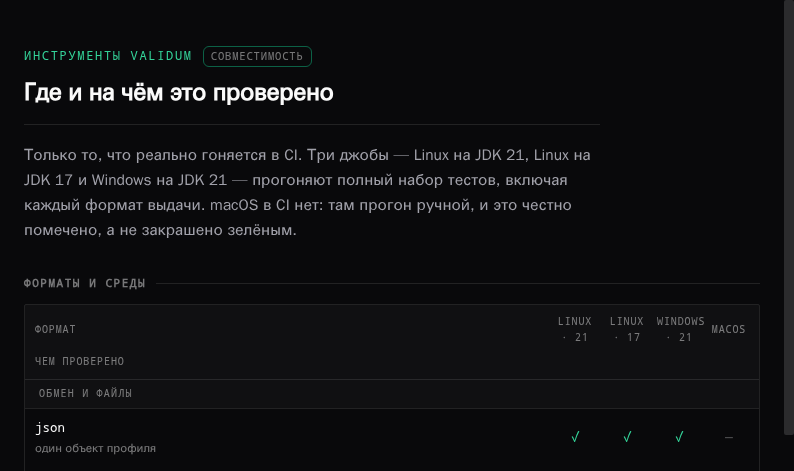 ИНСТРУМЕНТЫ VALIDUM СОВМЕСТИМОСТЬ
Где и на чём это проверено
Только то, что реально гоняется в CI. Три джобы — Linux на JDK 21, Linux на
JDK 17 и Windows на JDK 21 — прогоняют полный набор тестов, включая
каждый формат выдачи. macOS в CI нет: там прогон ручной, и это честно
помечено, а не закрашено зелёным.
ФОРМАТЫ И СРЕДЫ
ФОРМАТ LINUX · 21 LINUX · 17 WINDOWS · 21 MACOS
ЧЕМ ПРОВЕРЕНО
ОБМЕН И ФАЙЛЫ
json ✓ ✓ ✓ —
один объект профиля